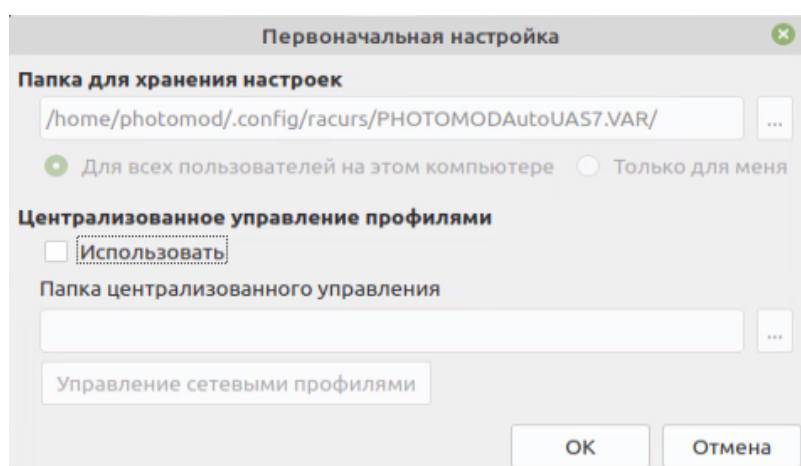 Первоначальная настройка
Папка для хранения настроек
/home/photomod/.config/racurs/PHOTOMODAutoUAS7.VAR/ ...
Для всех пользователей на этом компьютере Только для меня
Централизованное управление профилями
Использовать
Папка централизованного управления
...
Управление сетевыми профилями
ОК Отмена